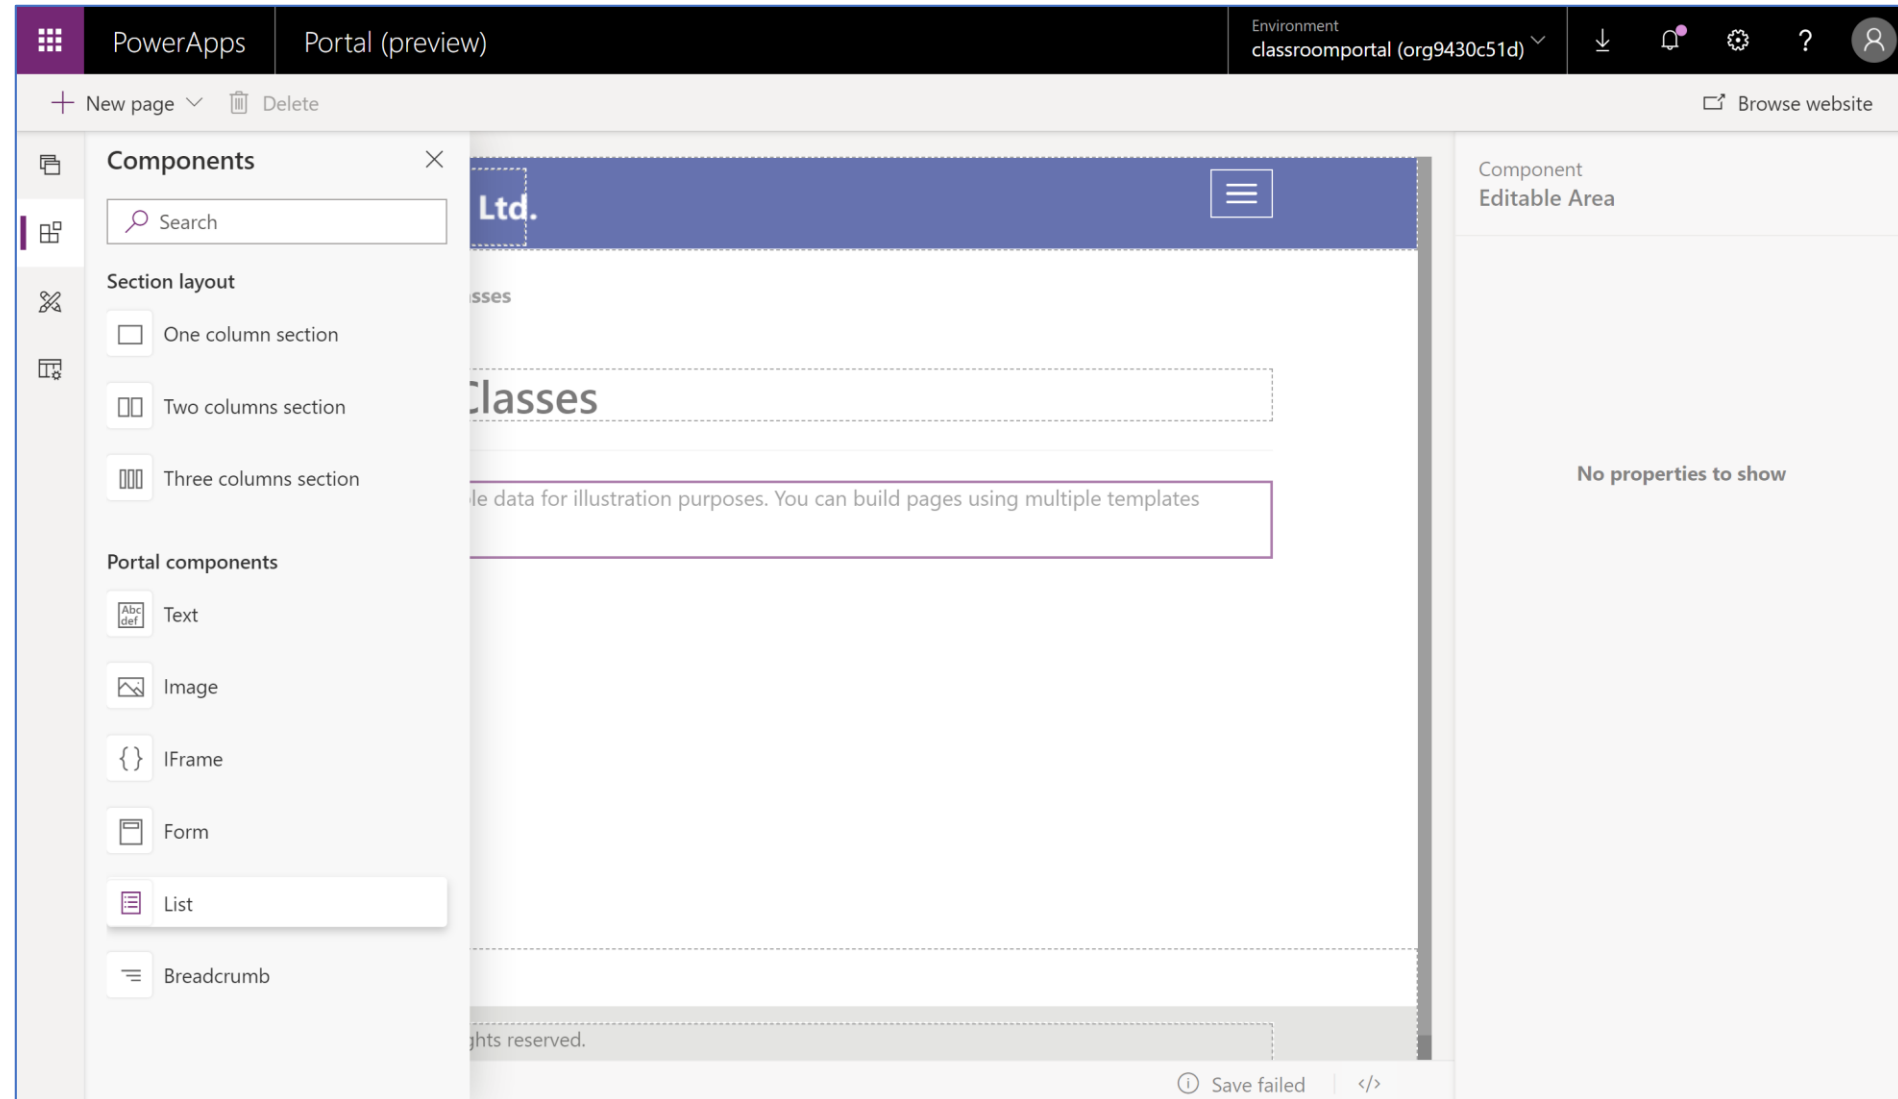 PowerApps
Portal (preview)
Environment
classroomportal (org9430c51d)
?
New page
Delete
Browse website
Components
Search
Section layout
One column section
Two columns section
Three columns section
Portal components
Abc
def
Text
Image
{ } IFrame
Form
List
Breadcrumb
Ltd.
sses
Classes
le data for illustration purposes. You can build pages using multiple templates
ghts reserved.
Save failed
</>
Component
Editable Area
No properties to show